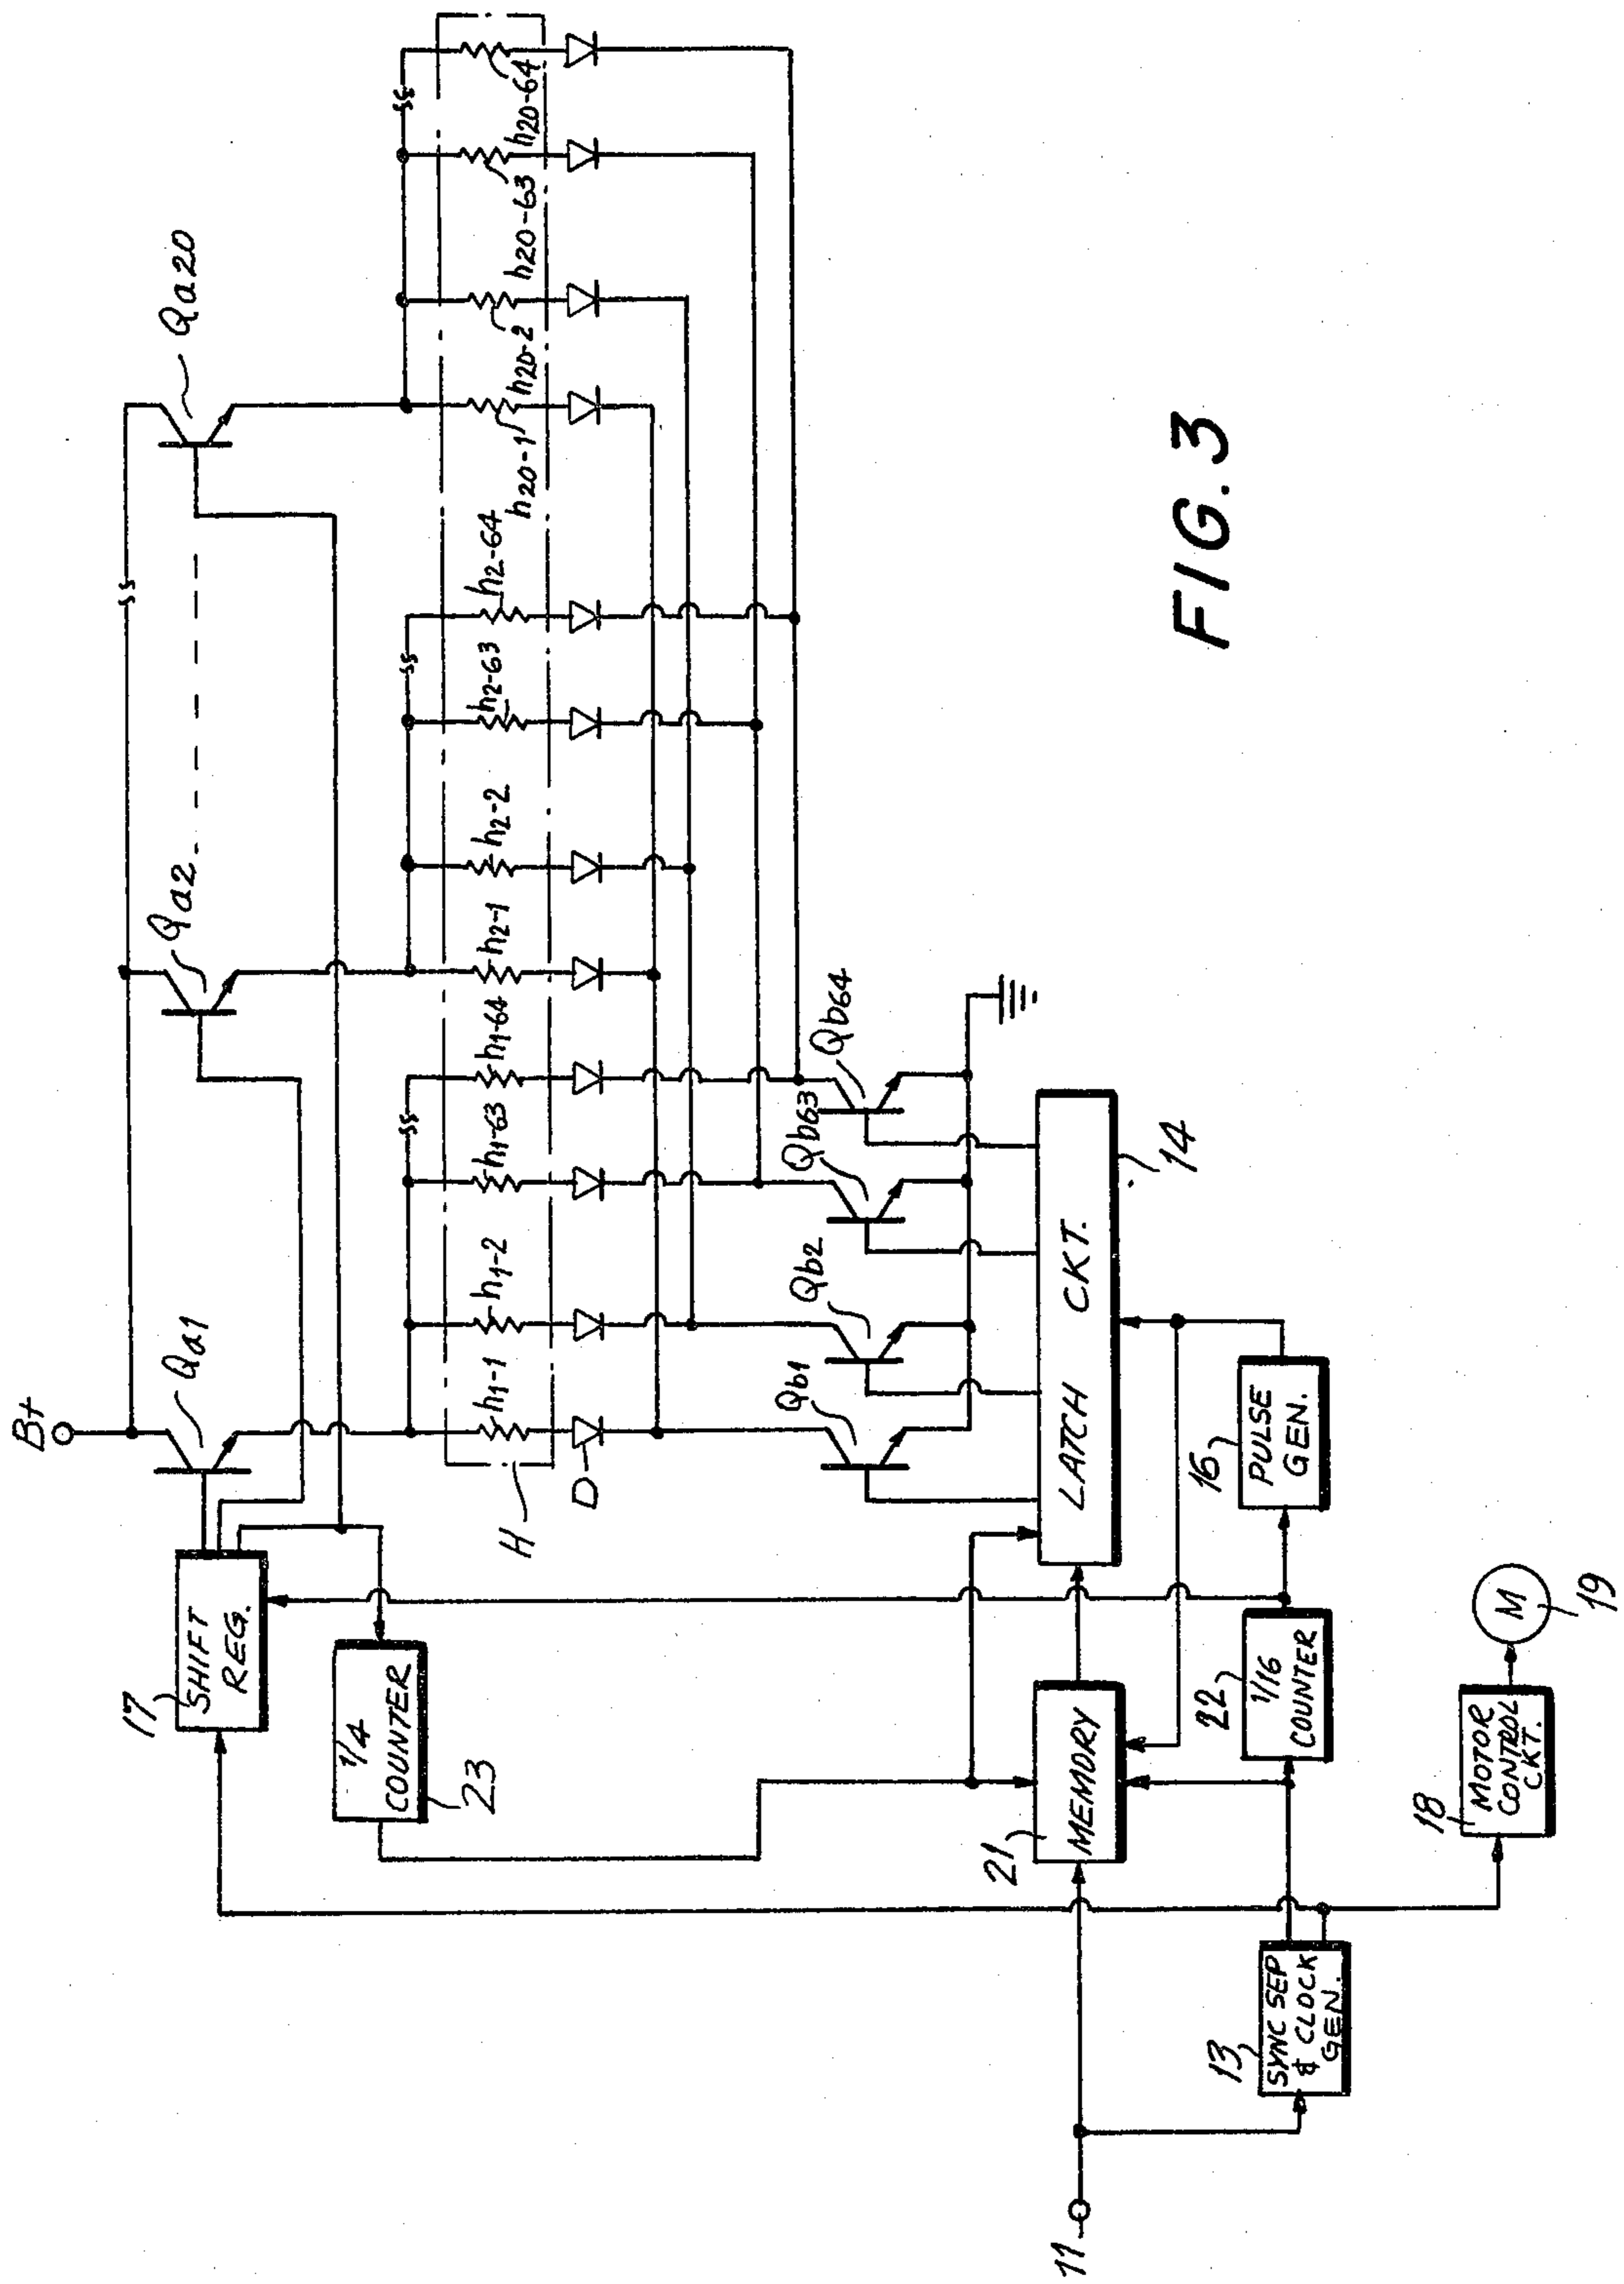 B+
Qa1
Qa2
Qa20
17
SHIFT
REG.
1/4
COUNTER
23
H
D
h1-1
h1-2
h1-63
h1-64
h2-1
h2-2
h2-63
h2-64
h20-1
h20-2
h20-63
h20-64
Qb1
Qb2
Qb63
Qb64
LATCH CKT.
14
21
MEMORY
16
PULSE
GEN.
22
1/16
COUNTER
11
13
SYNC SEP
& CLOCK
GEN.
18
MOTOR
CONTROL
CKT.
M
19
FIG. 3